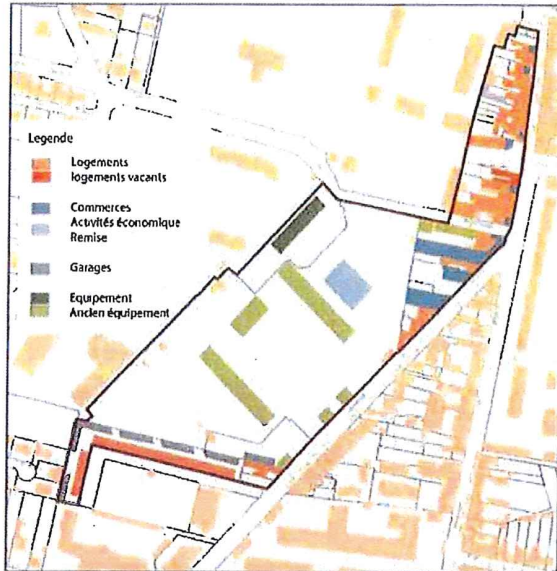 Legende
Logements
logements vacants
Commerces
Activités économique
Remise
Garages
Equipement
Ancien équipement